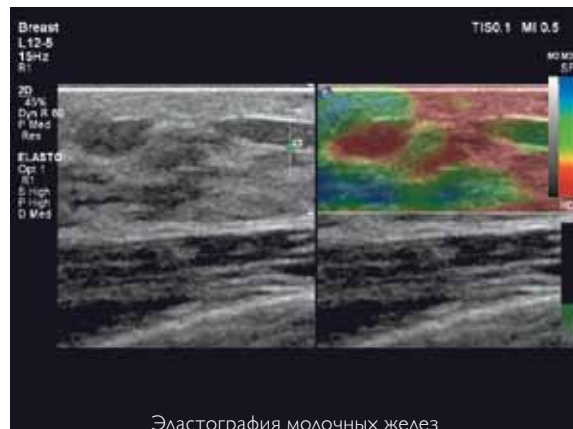 Breast
L12-5
15Hz
R1
TIS0.1 MI 0.5
2D
45%
Dyn R 60
P Med
Res
ELASTO
Opt 1
R1
S High
P High
D Med
Эластография молочных желез